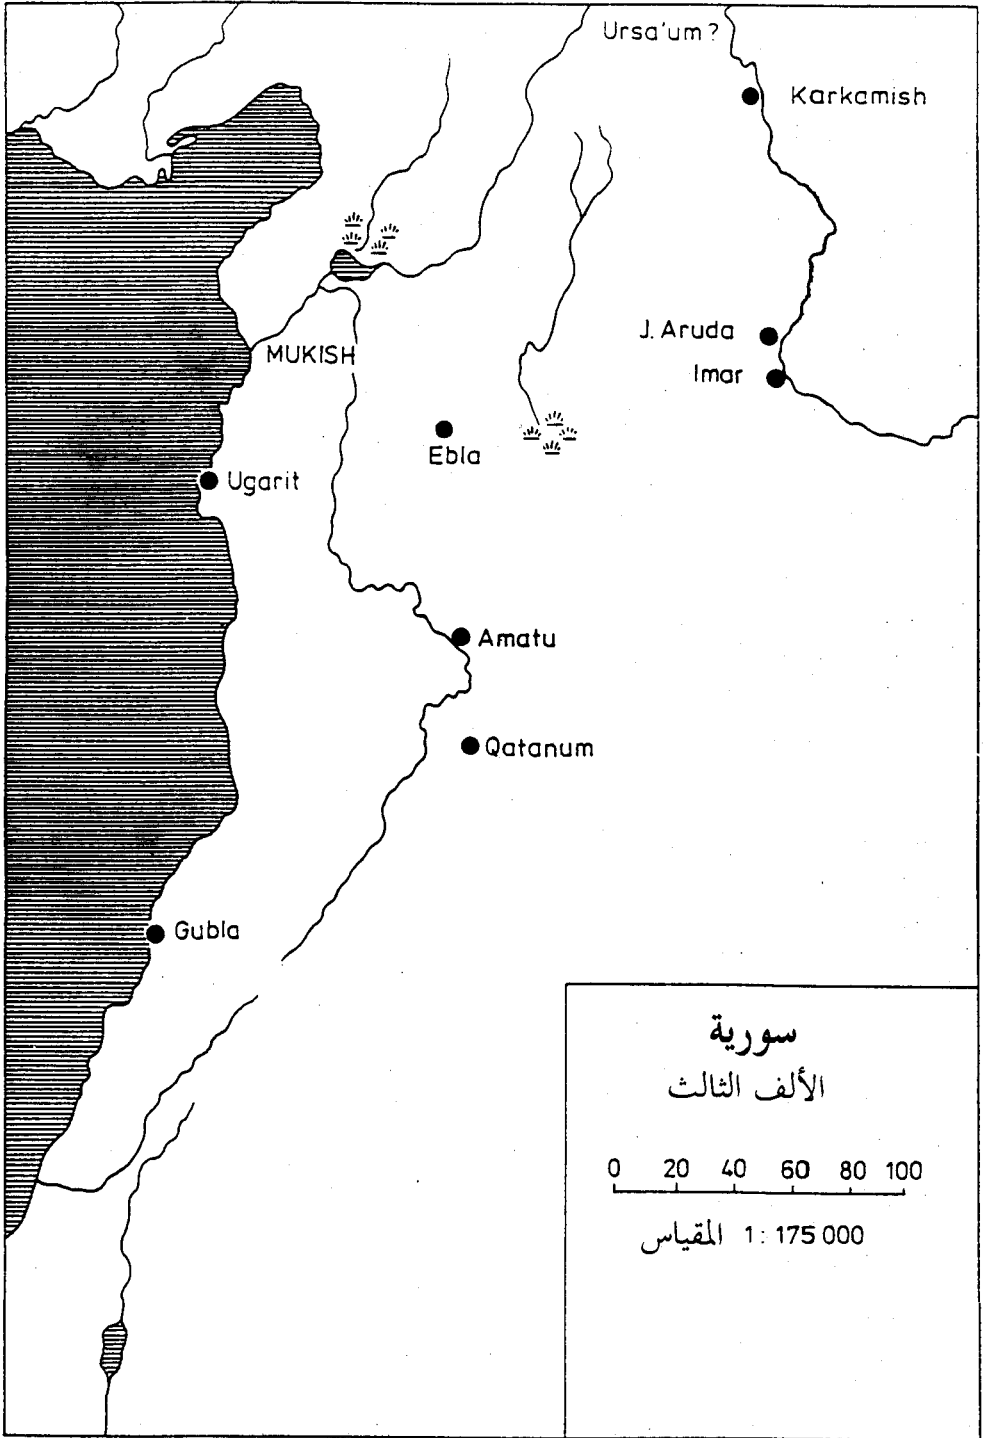 Ursa'um?
Karkamish
J. Aruda
MUKISH
Imar
Ebla
Ugarit
Amatu
Qatanum
Gubla
سورية
الألف الثالث
0 20 40 60 80 100
المقياس 1 : 175 000